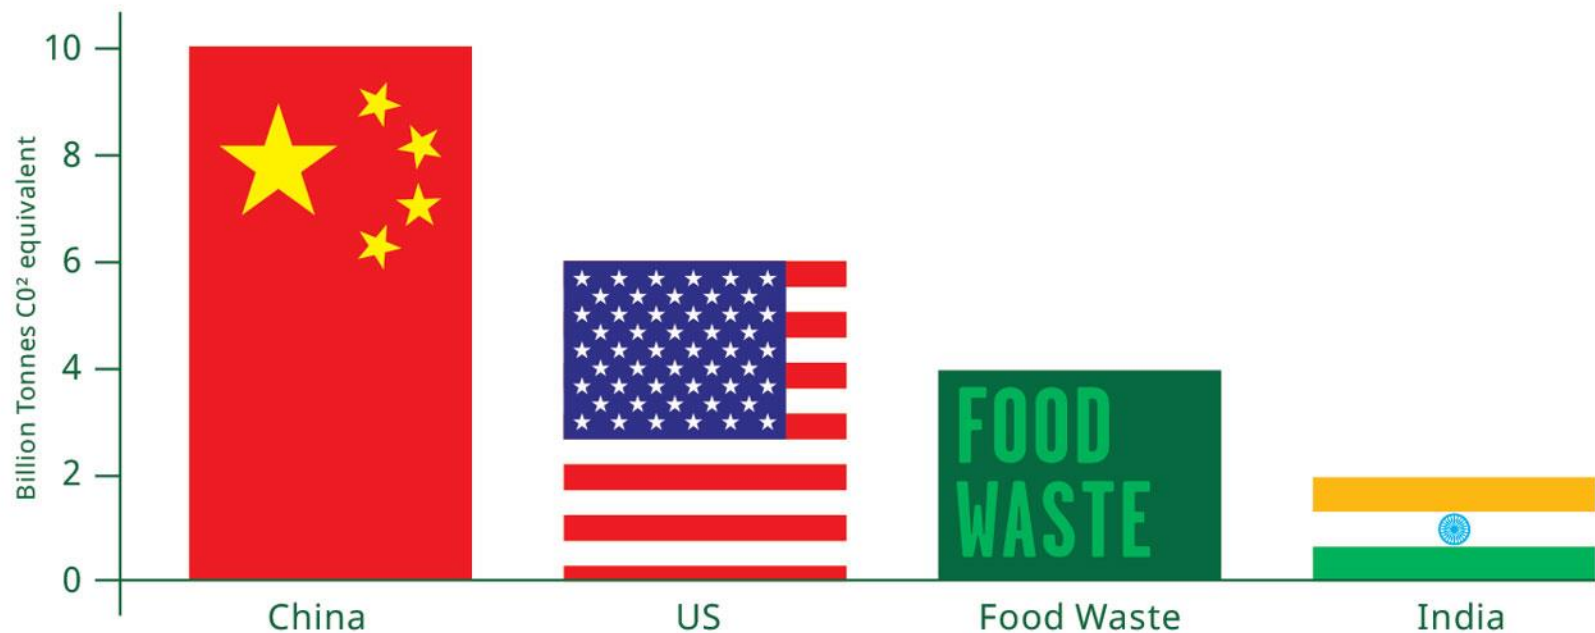 Billion Tonnes C0² equivalent
10
8
6
4
2
0
FOOD
WASTE
China
US
Food Waste
India